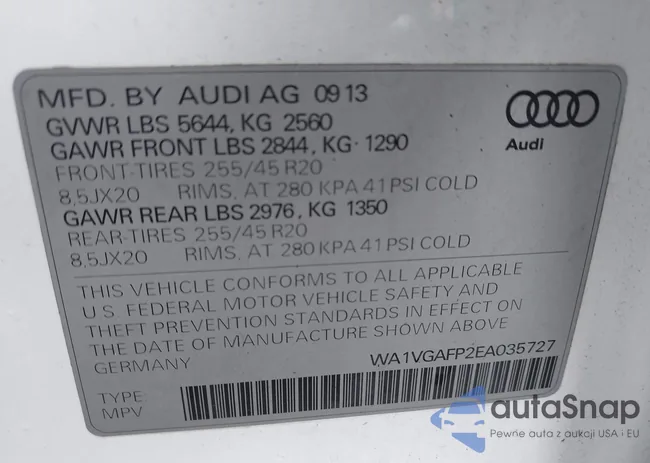 MFD. BY AUDI AG 09 13
GVWR LBS 5644, KG 2560
GAWR FRONT LBS 2844, KG 1290
FRONT-TIRES 255/45 R20
8,5JX20 RIMS, AT 280 KPA 41 PSI COLD
GAWR REAR LBS 2976, KG 1350
REAR-TIRES 255/45 R20
8,5JX20 RIMS, AT 280 KPA 41 PSI COLD
Audi
THIS VEHICLE CONFORMS TO ALL APPLICABLE
U S FEDERAL MOTOR VEHICLE SAFETY AND
THEFT PREVENTION STANDARDS IN EFFECT ON
THE DATE OF MANUFACTURE SHOWN ABOVE
GERMANY WA1VGAFP2EA035727
TYPE:
MPV
autaSnap
Pewne auta z aukcji USA i EU